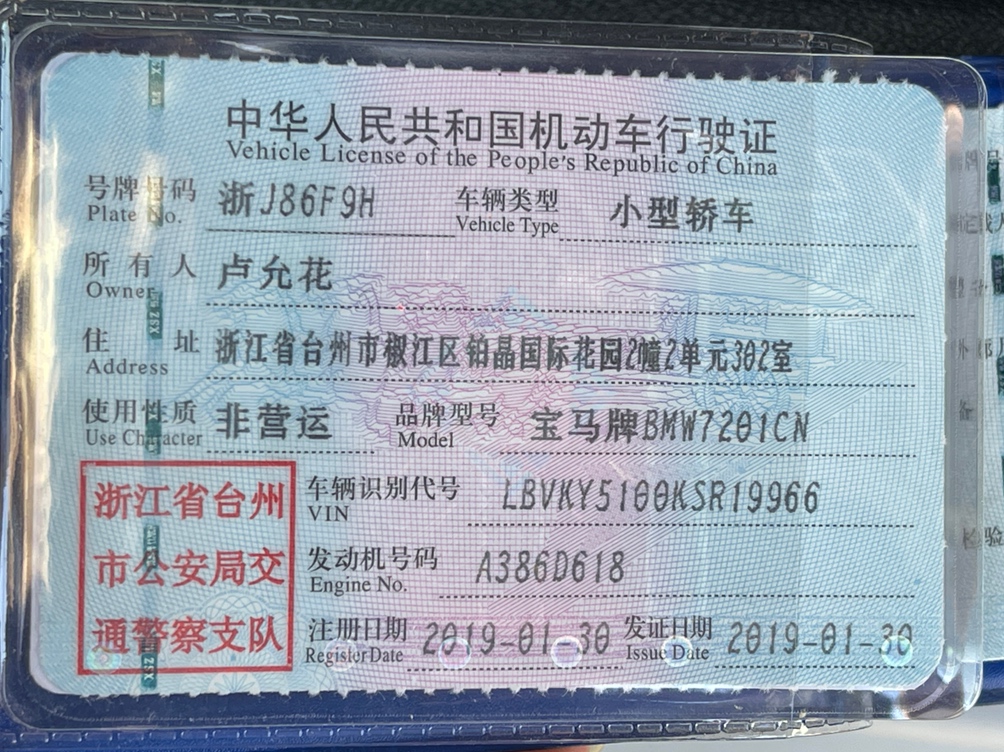 中华人民共和国机动车行驶证
Vehicle License of the People's Republic of China
号牌号码 浙J86F9H 车辆类型 小型轿车
Plate No. Vehicle Type
所有人 卢允花
Owner
住址 浙江省台州市椒江区铂晶国际花园2幢2单元302室
Address
使用性质 非营运 品牌型号 宝马牌BMW7201CN
Use Character Model
浙江省台州 车辆识别代号 LBVKY5100KSR19966
VIN
市公安局交 发动机号码 A386D618
Engine No.
通警察支队 注册日期 2019-01-30 发证日期 2019-01-30
Register Date Issue Date